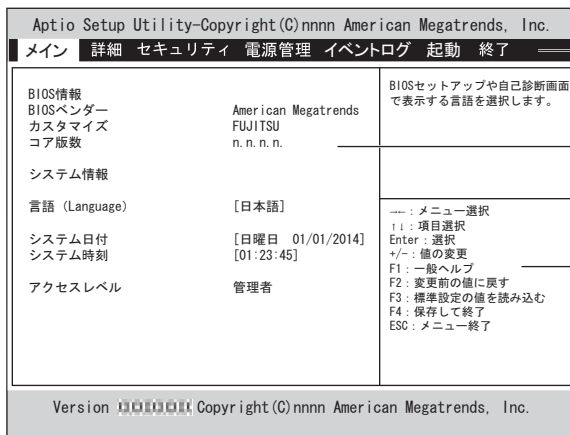 Aptio Setup Utility-Copyright(C)nnnn American Megatrends, Inc.
メイン 詳細 セキュリティ 電源管理 イベントログ 起動 終了
BIOS情報
BIOSベンダー American Megatrends
カスタマイズ FUJITSU
コア版数 n.n.n.n.
システム情報
言語 (Language) [日本語]
システム日付 [日曜日 01/01/2014]
システム時刻 [01:23:45]
アクセスレベル 管理者
BIOSセットアップや自己診断画面
で表示する言語を選択します。
→←:メニュー選択
↑↓:項目選択
Enter:選択
+/-:値の変更
F1:一般ヘルプ
F2:変更前の値に戻す
F3:標準設定の値を読み込む
F4:保存して終了
ESC:メニュー終了
Version Copyright(C)nnnn American Megatrends, Inc.